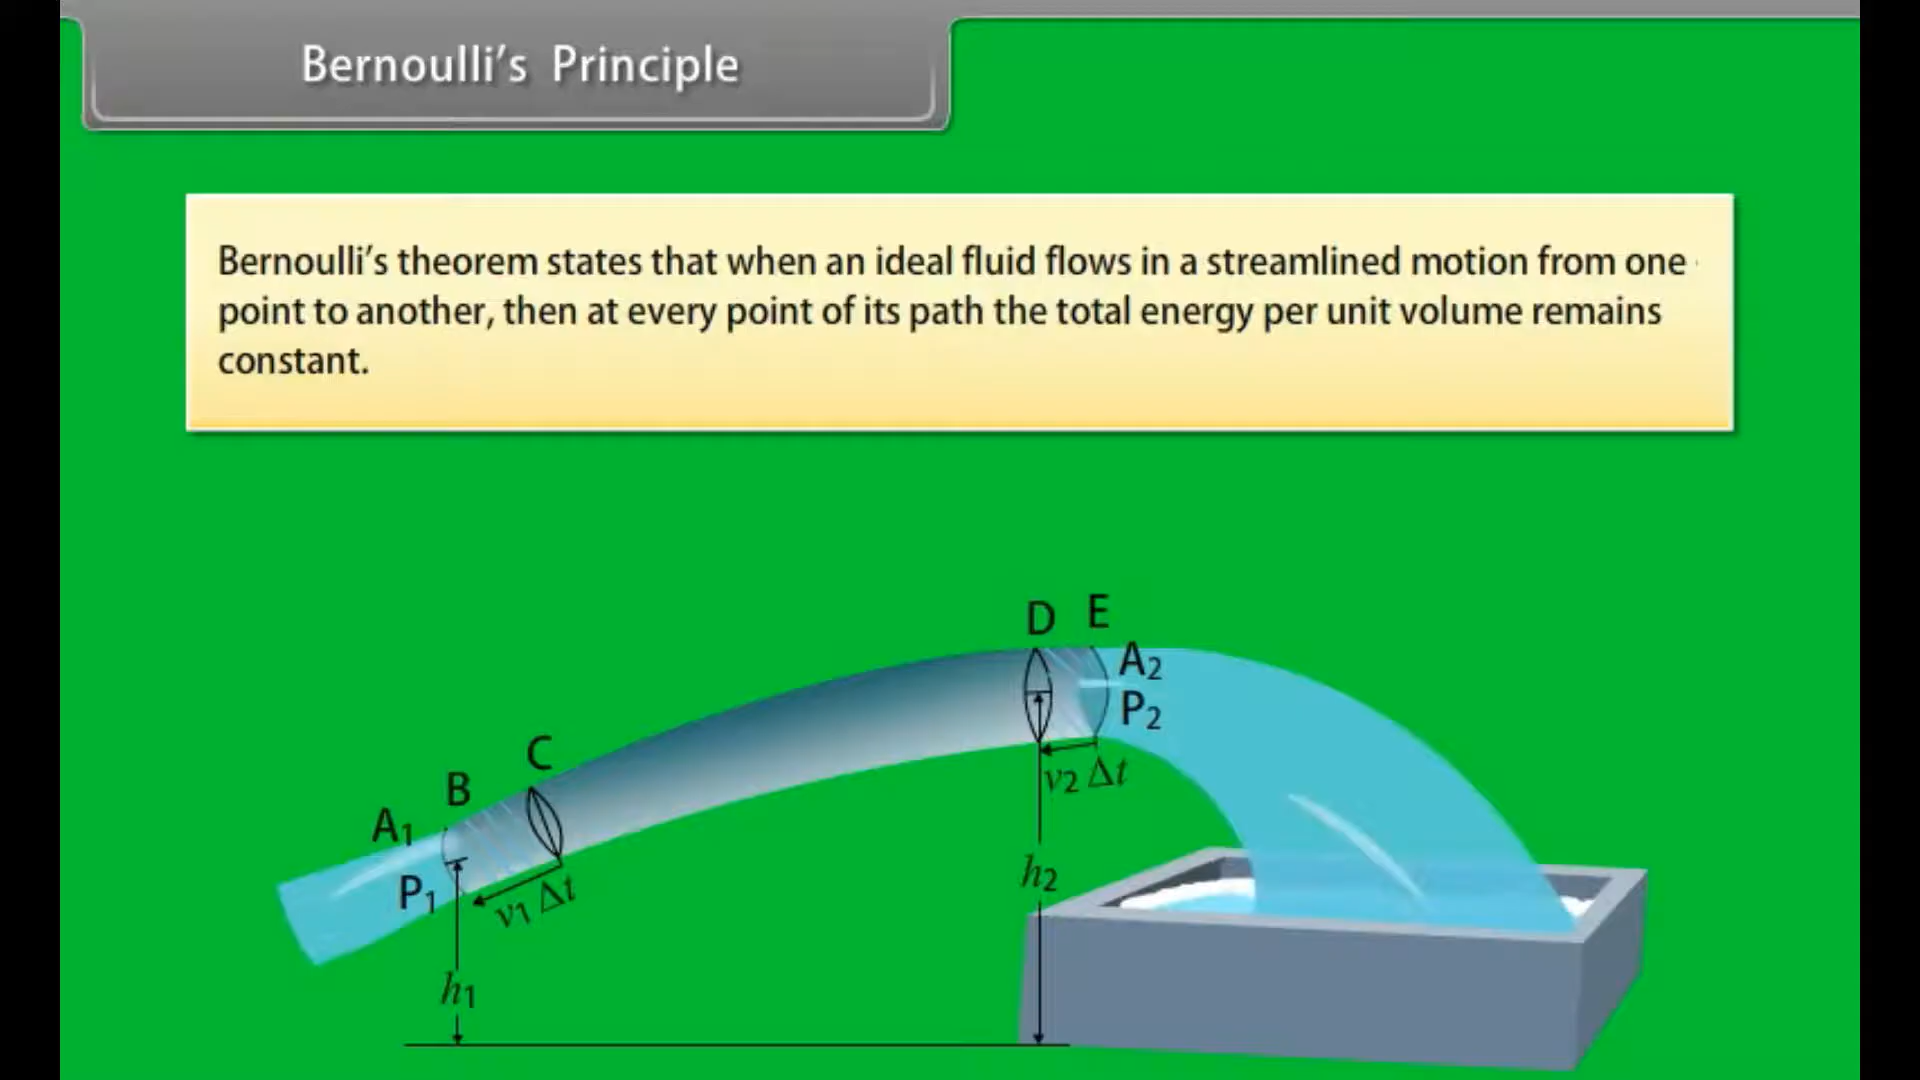 Bernoulli's Principle
Bernoulli's theorem states that when an ideal fluid flows in a streamlined motion from one
point to another, then at every point of its path the total energy per unit volume remains
constant.
D E
A2
P2
C
B
v2 Δt
A1
h2
P1
v1 Δt
h1